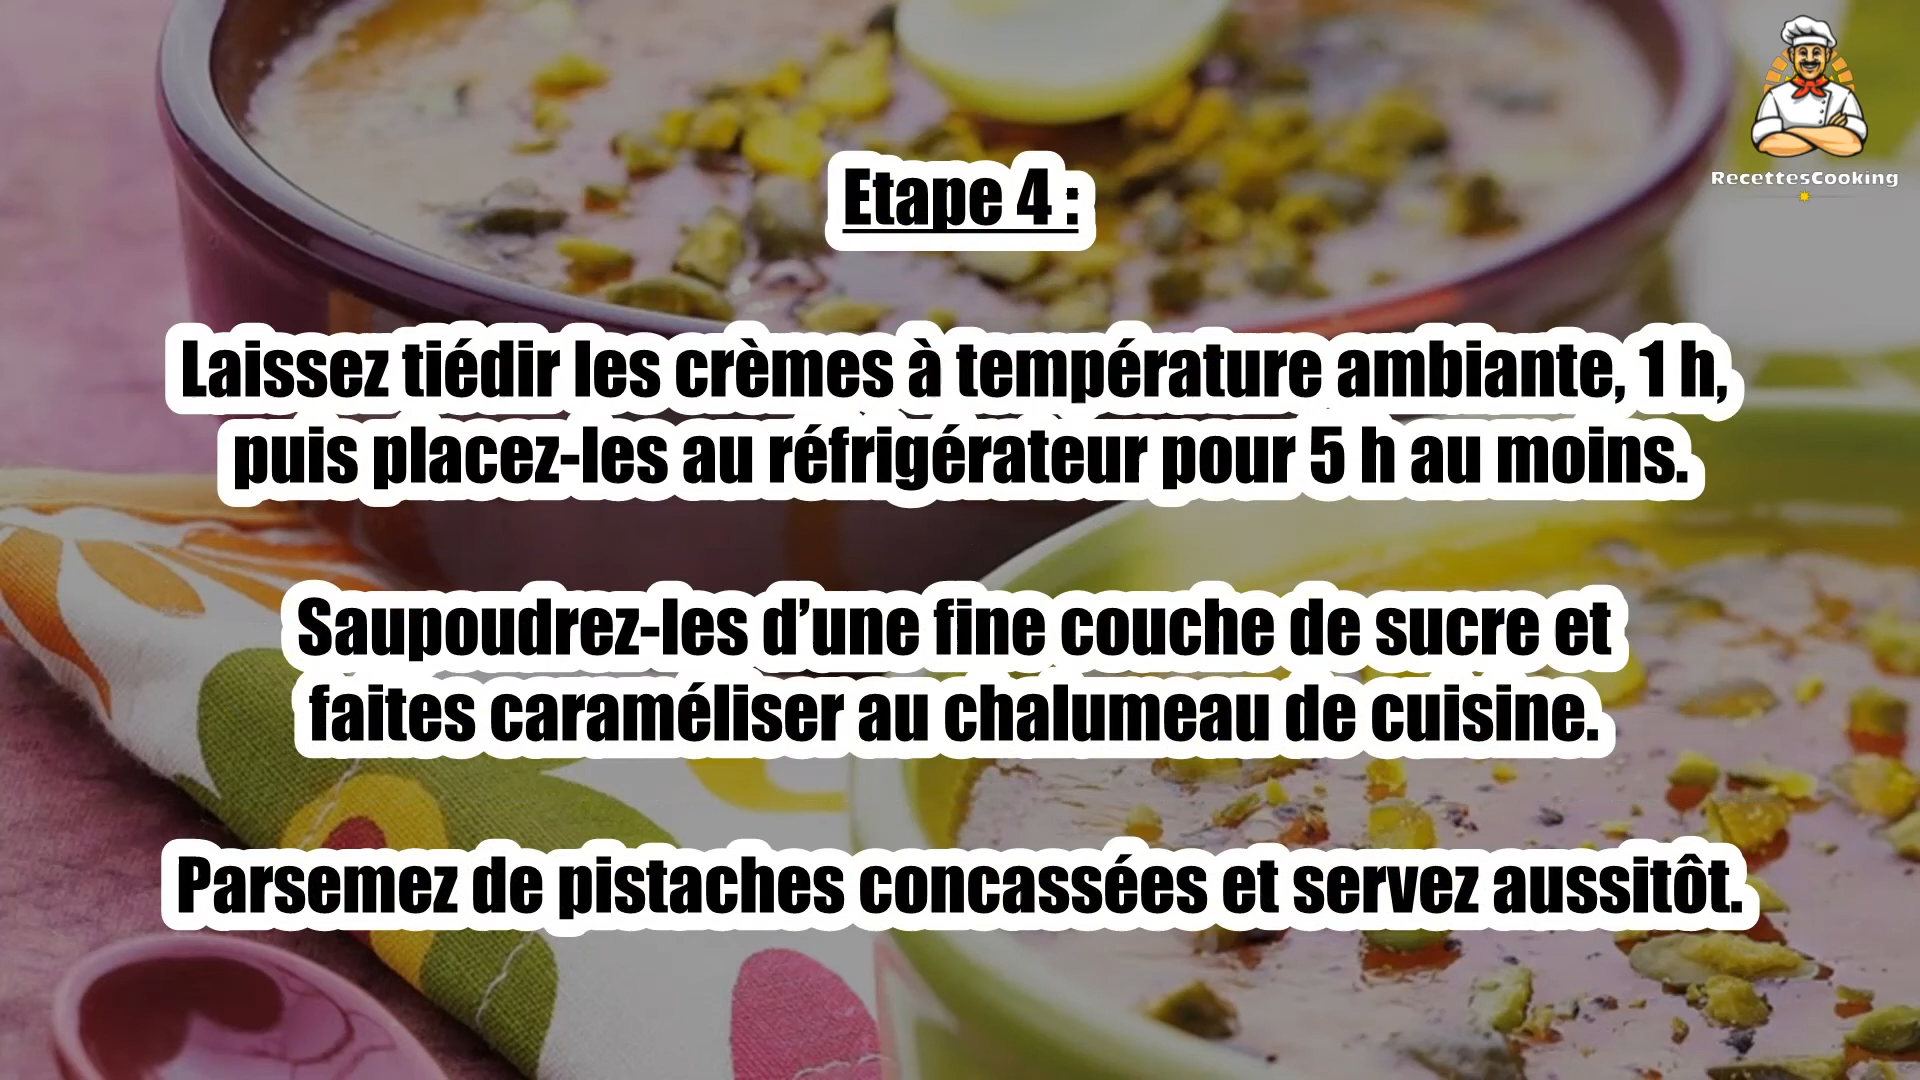 RecettesCooking
Etape 4 :
Laissez tiédir les crèmes à température ambiante, 1 h,
puis placez-les au réfrigérateur pour 5 h au moins.
Saupoudrez-les d’une fine couche de sucre et
faites caraméliser au chalumeau de cuisine.
Parsemez de pistaches concassées et servez aussitôt.